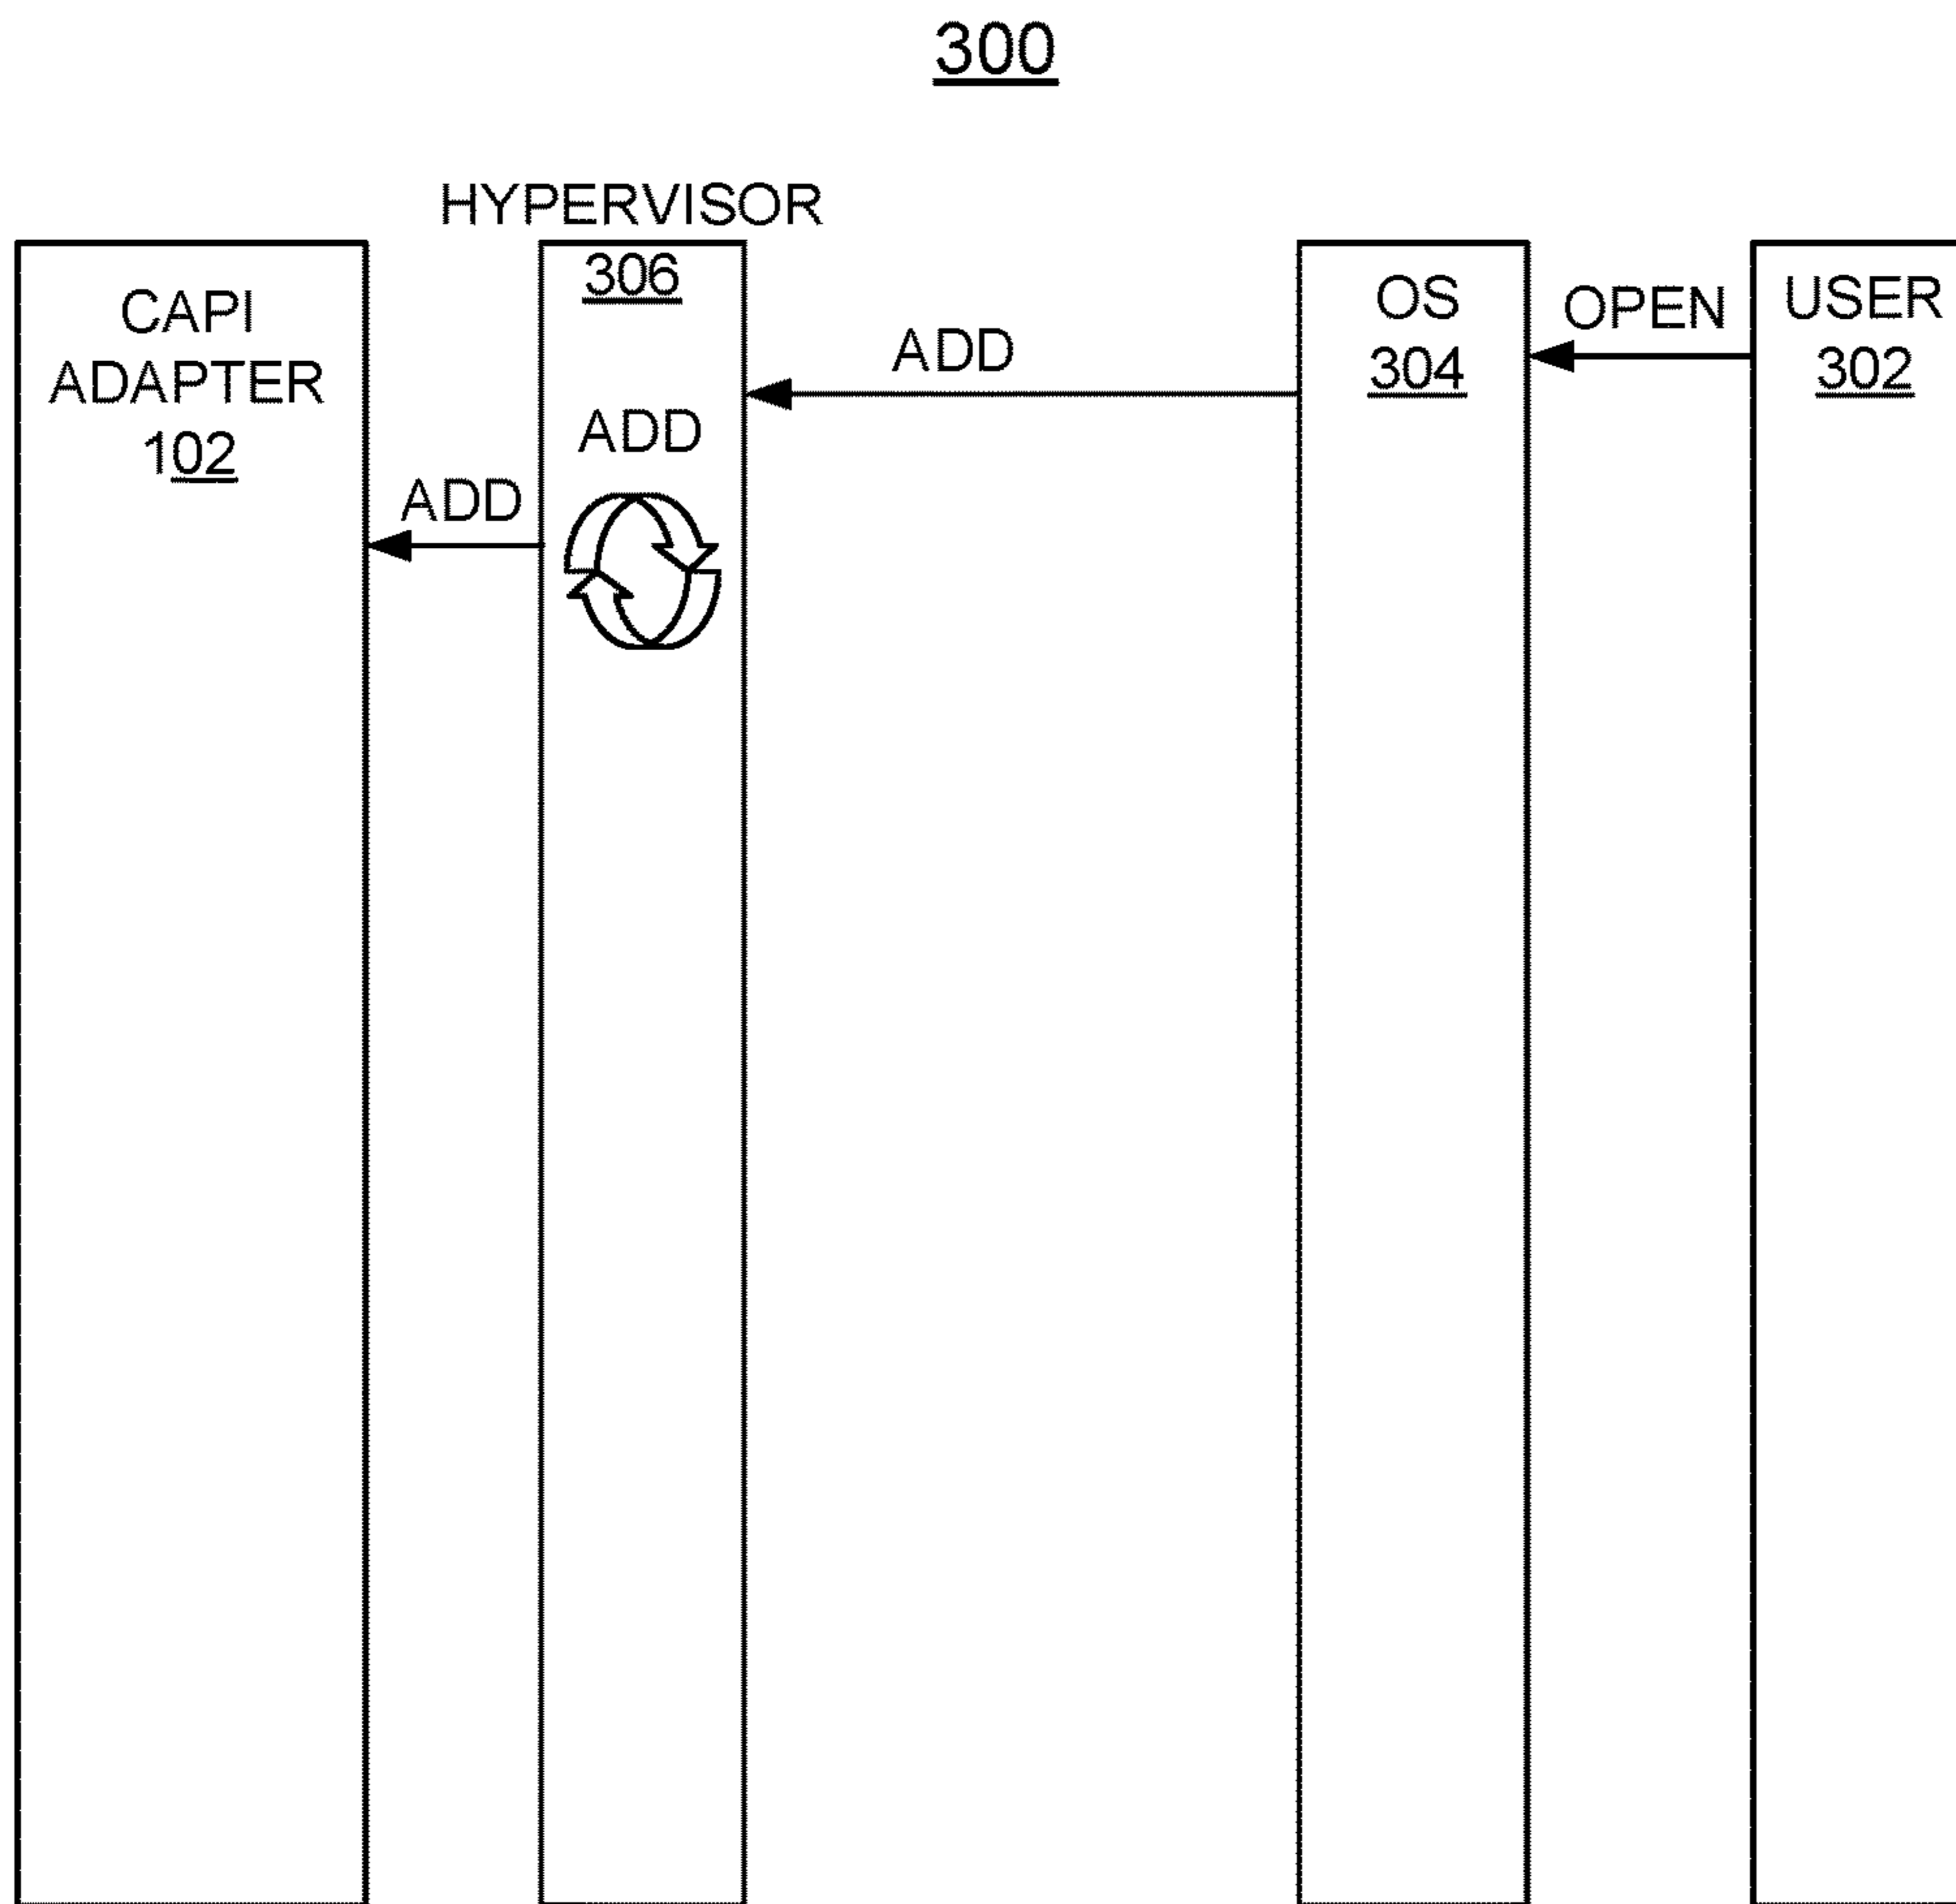 300
HYPERVISOR
306
CAPI
ADAPTER
102
ADD
ADD
ADD
OS
304
OPEN
USER
302